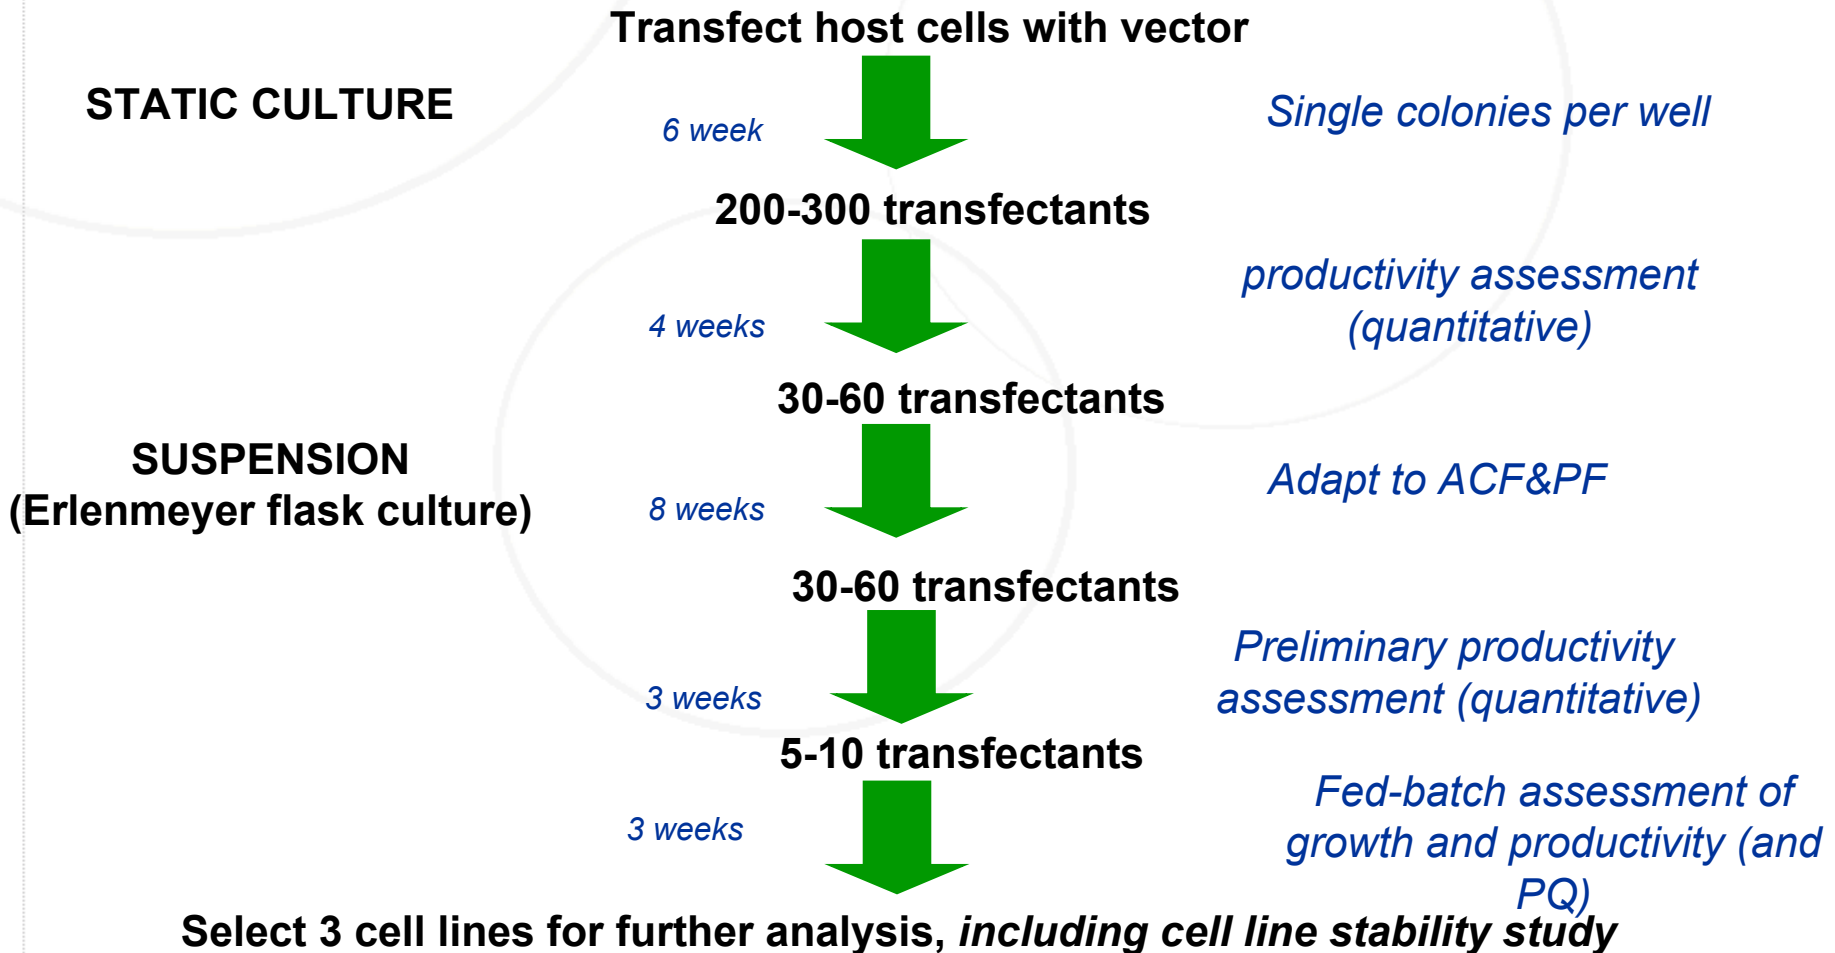 Transfect host cells with vector
STATIC CULTURE
6 week
Single colonies per well
200-300 transfectants
4 weeks
productivity assessment
(quantitative)
30-60 transfectants
SUSPENSION
(Erlenmeyer flask culture)
8 weeks
Adapt to ACF&PF
30-60 transfectants
3 weeks
Preliminary productivity
assessment (quantitative)
5-10 transfectants
3 weeks
Fed-batch assessment of
growth and productivity (and
PQ)
Select 3 cell lines for further analysis, including cell line stability study